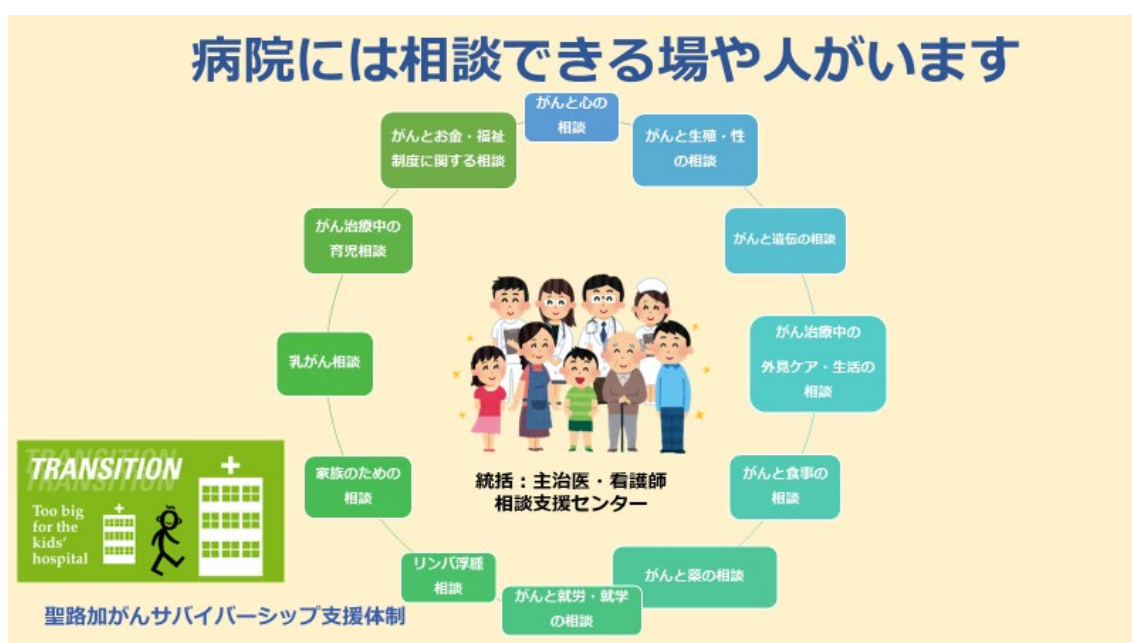 病院には相談できる場や人がいます
がんと心の
相談
がんと生殖・性
の相談
がんと遺伝の相談
がん治療中の
外見ケア・生活の
相談
がんと食事の
相談
がんと薬の相談
がんと就労・就学
の相談
リンパ浮腫
相談
家族のための
相談
乳がん相談
がん治療中の
育児相談
がんとお金・福祉
制度に関する相談
統括：主治医・看護師
相談支援センター
TRANSITION
TRANSITION
Too big
for the
kids'
hospital
聖路加がんサバイバーシップ支援体制